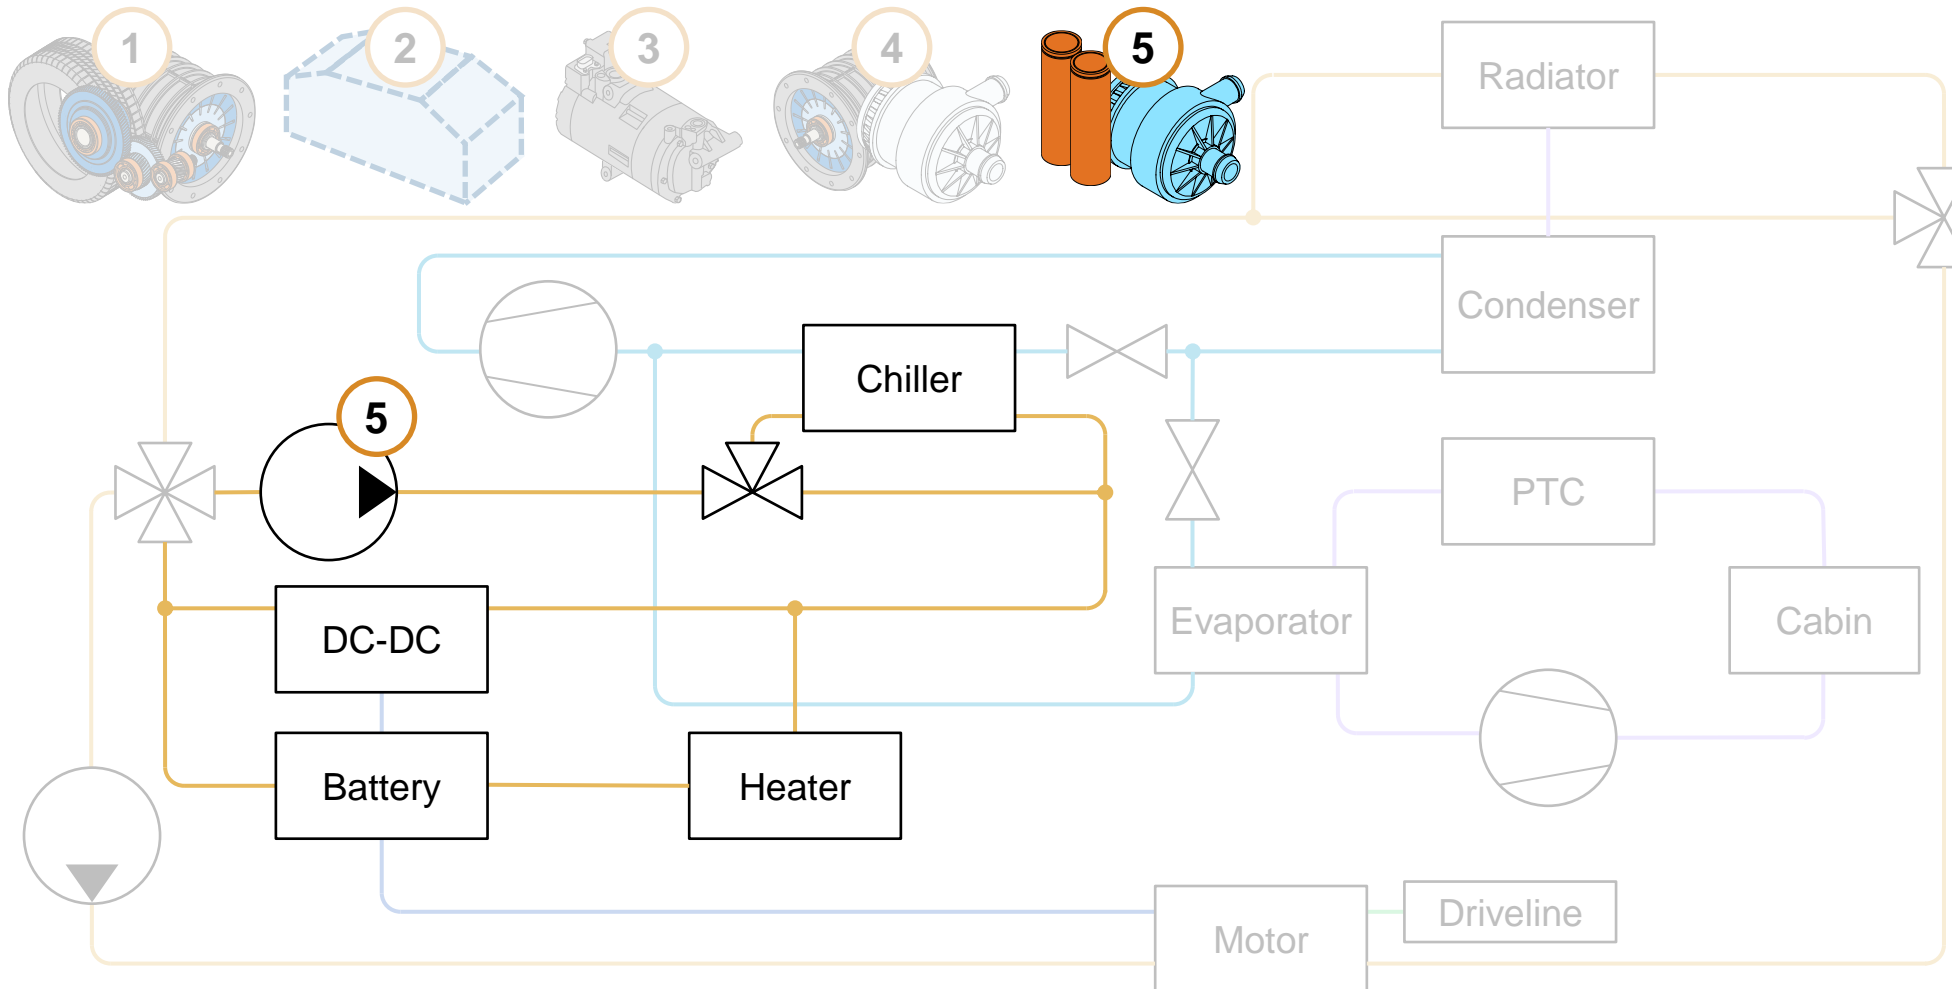 1
2
3
4
5
Radiator
Condenser
Chiller
5
PTC
DC-DC
Evaporator
Cabin
Battery
Heater
Driveline
Motor